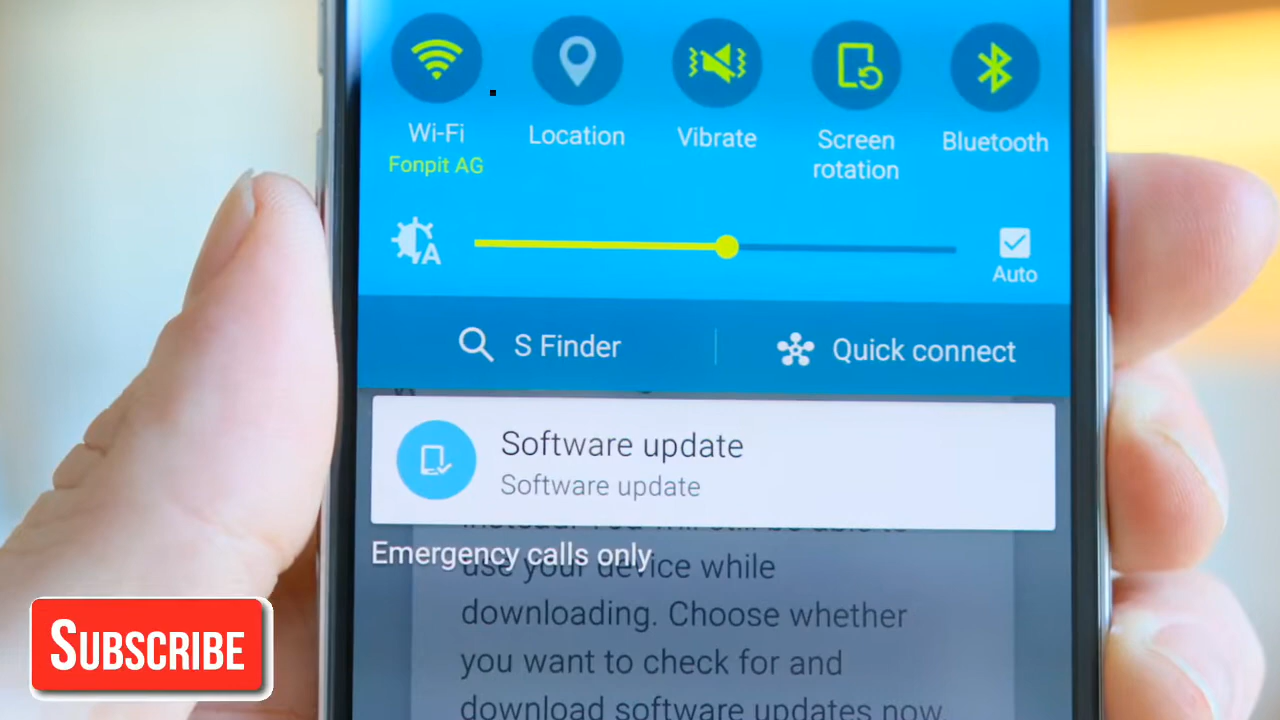 Wi-Fi
Fonpit AG
Location
Vibrate
Screen
rotation
Bluetooth
A
Auto
S Finder
Quick connect
Software update
Software update
Emergency calls only
use your device while
downloading. Choose whether
you want to check for and
download software updates now
SUBSCRIBE